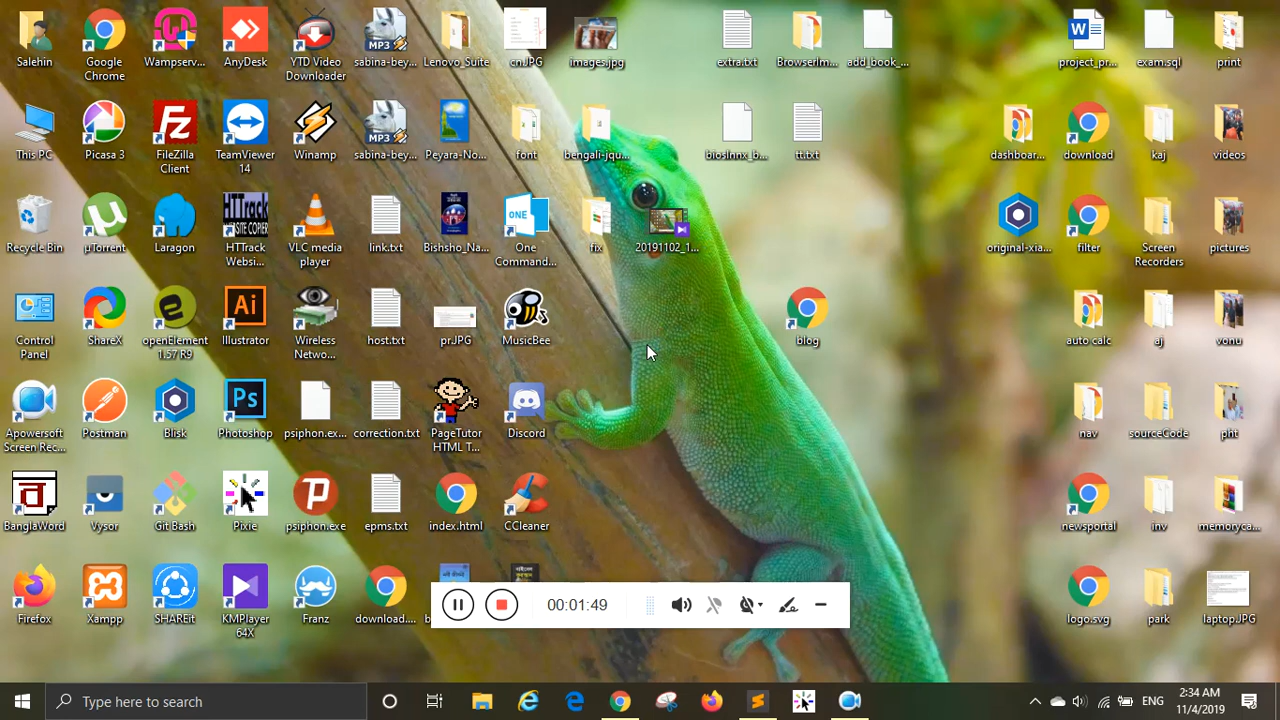 Salehin
Google
Chrome
Wampserv...
AnyDesk
YTD Video
Downloader
sabina-bey...
Lenovo_Suite
cn.JPG
images.jpg
extra.txt
BrowserIm...
add_book_...
project_pr...
exam.sql
print
This PC
Picasa 3
FileZilla
Client
TeamViewer
14
Winamp
sabina-bey...
Peyara-No...
font
bengali-jqu...
biosinnx_b...
tt.txt
dashboar...
download
kaj
videos
Recycle Bin
µTorrent
Laragon
HTTrack
Websi...
VLC media
player
link.txt
Bishsho_Na...
One
Command...
fix
20191102_1...
original-xia...
filter
Screen
Recorders
pictures
Control
Panel
ShareX
openElement
1.57 R9
Illustrator
Wireless
Netwo...
host.txt
pr.JPG
MusicBee
blog
auto calc
aj
vonu
Apowersoft
Screen Rec...
Postman
Blisk
Photoshop
psiphon.ex...
correction.txt
PageTutor
HTML T...
Discord
nav
sourceCode
pht
BanglaWord
Vysor
Git Bash
Pixie
psiphon.exe
epms.txt
index.html
CCleaner
newsportal
inv
memoryca...
Firefox
Xampp
SHAREit
KMPlayer
64X
Franz
download....
logo.svg
park
laptop.JPG
00:01:49
Type here to search
ENG
2:34 AM
11/4/2019